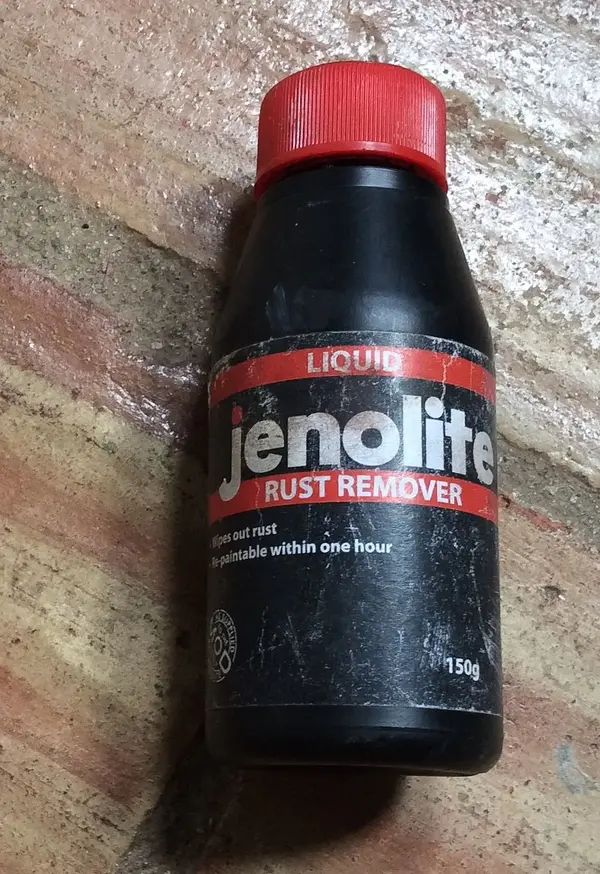 LIQUID
jenolite
RUST REMOVER
Wipes out rust
Re-paintable within one hour
150g